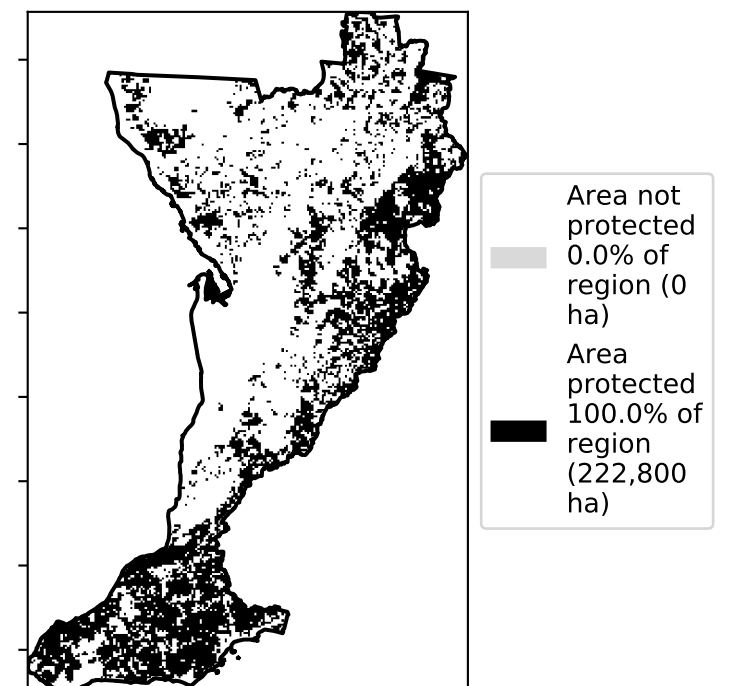 Area not
protected
0.0% of
region (0
ha)
Area
protected
100.0% of
region
(222,800
ha)